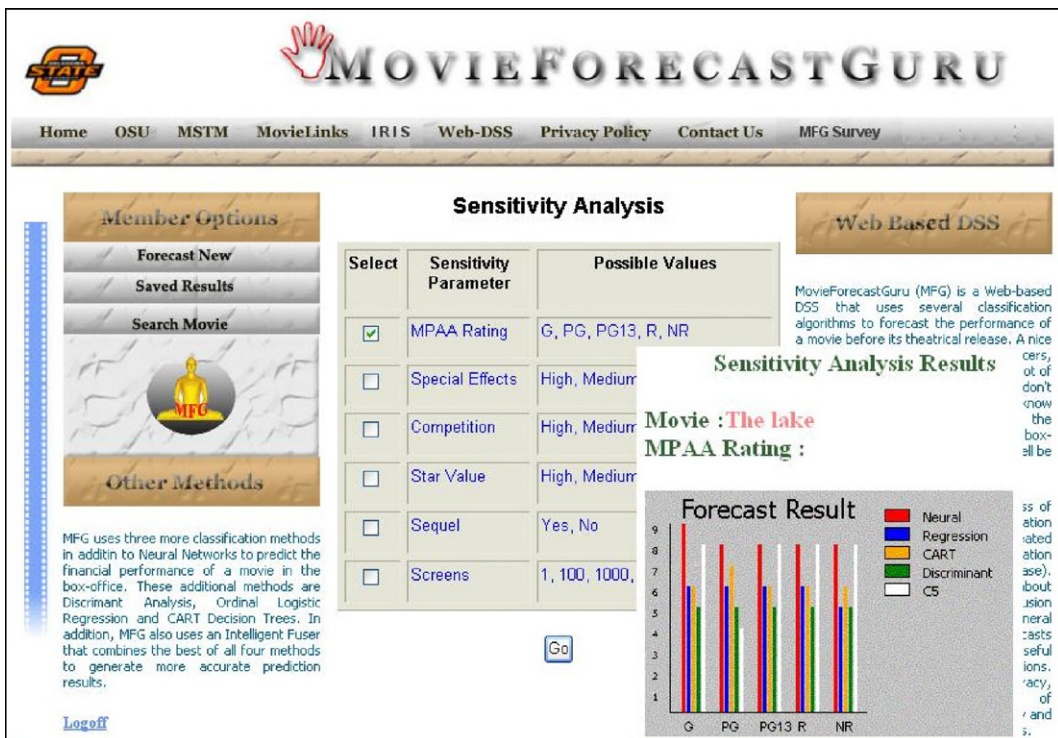 OKLAHOMA
STATE
MOVIEFORECASTGURU
Home OSU MSTM MovieLinks IRIS Web-DSS Privacy Policy Contact Us MFG Survey
Member Options
Forecast New
Saved Results
Search Movie
MFG
Other Methods
MFG uses three more classification methods
in additin to Neural Networks to predict the
financial performance of a movie in the
box-office. These additional methods are
Discrimant Analysis, Ordinal Logistic
Regression and CART Decision Trees. In
addition, MFG also uses an Intelligent Fuser
that combines the best of all four methods
to generate more accurate prediction
results.
Logoff
Sensitivity Analysis
Select Sensitivity Parameter Possible Values
MPAA Rating G, PG, PG13, R, NR
Special Effects High, Medium
Competition High, Medium
Star Value High, Medium
Sequel Yes, No
Screens 1, 100, 1000,
Go
Web Based DSS
MovieForecastGuru (MFG) is a Web-based
DSS that uses several classification
algorithms to forecast the performance of
a movie before its theatrical release. A nice
Sensitivity Analysis Results
Movie :The lake
MPAA Rating :
Forecast Result
9
8
7
6
5
4
3
2
1
G PG PG13 R NR
Neural
Regression
CART
Discriminant
C5